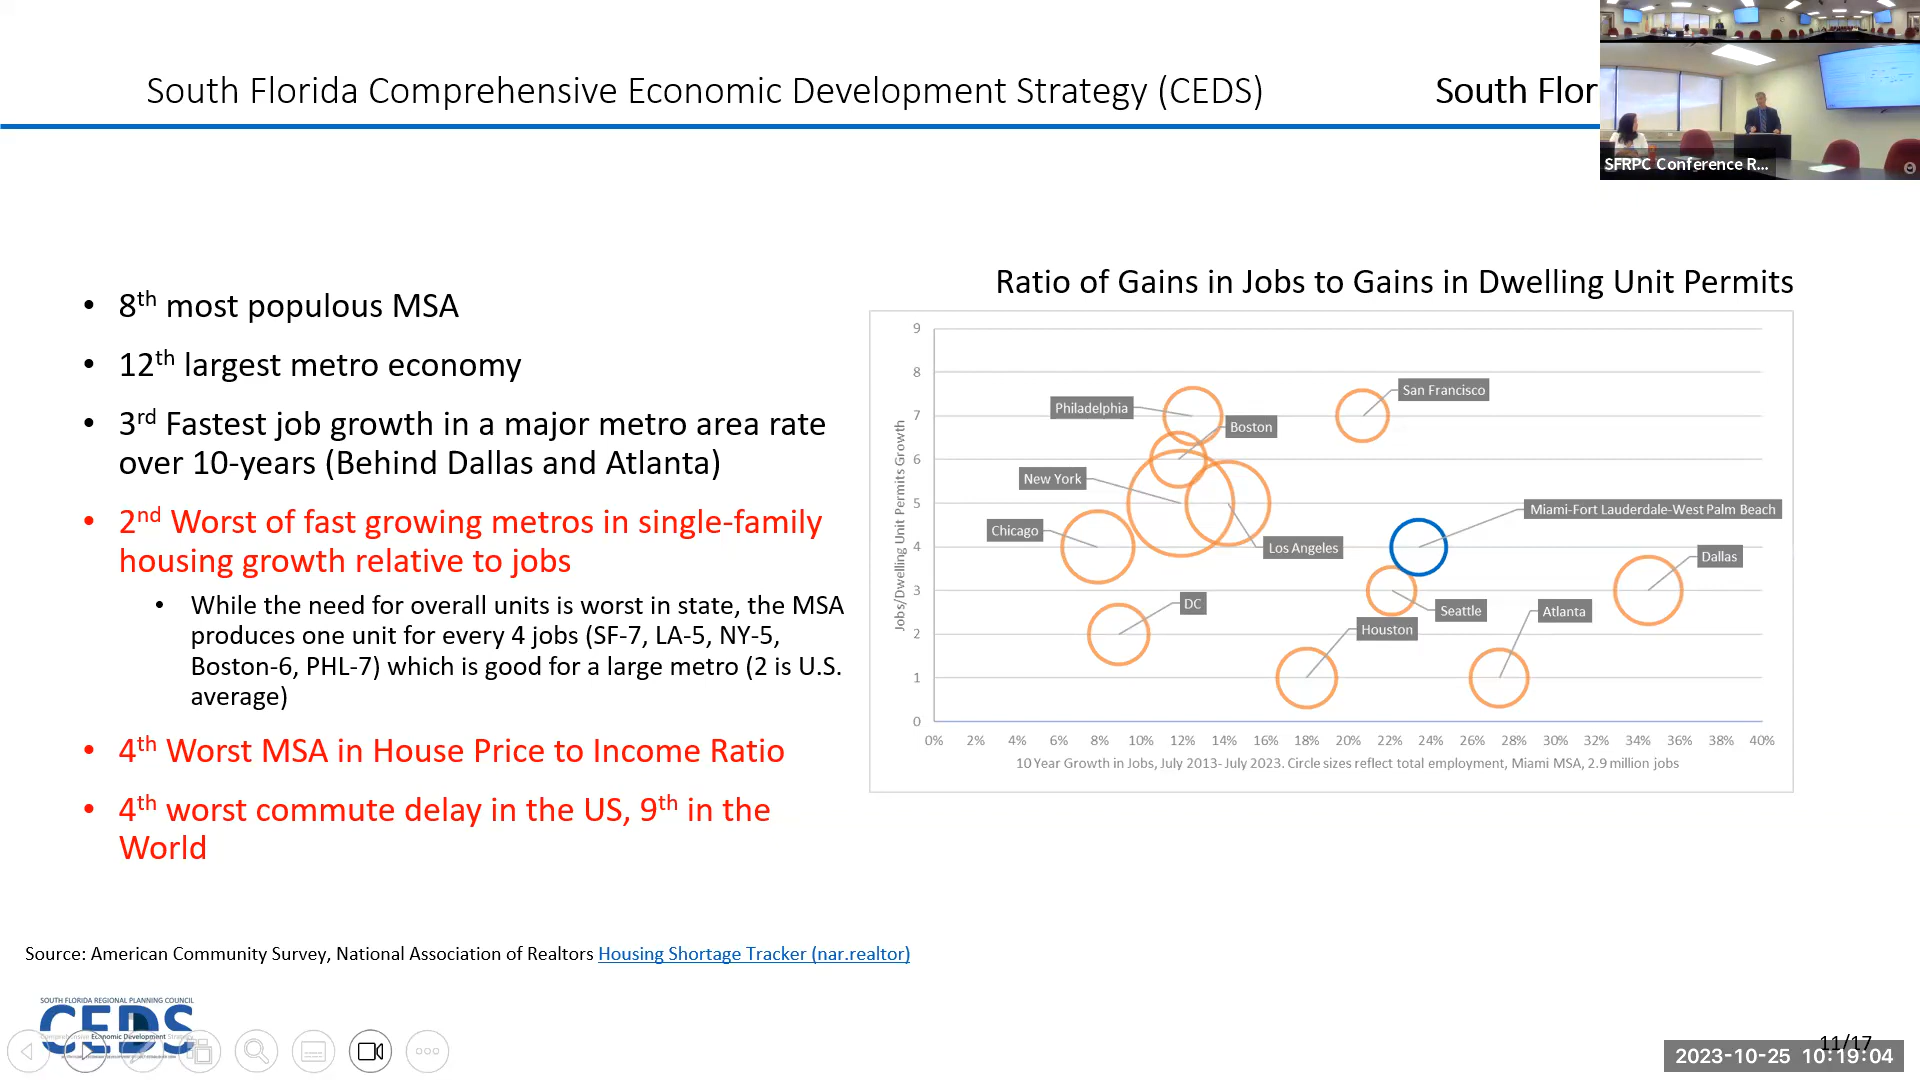 South Florida Comprehensive Economic Development Strategy (CEDS)
South Flor
SFRPC Conference R...
• 8th most populous MSA
• 12th largest metro economy
• 3rd Fastest job growth in a major metro area rate
over 10-years (Behind Dallas and Atlanta)
• 2nd Worst of fast growing metros in single-family
housing growth relative to jobs
• While the need for overall units is worst in state, the MSA
produces one unit for every 4 jobs (SF-7, LA-5, NY-5,
Boston-6, PHL-7) which is good for a large metro (2 is U.S.
average)
• 4th Worst MSA in House Price to Income Ratio
• 4th worst commute delay in the US, 9th in the
World
Ratio of Gains in Jobs to Gains in Dwelling Unit Permits
Jobs/Dwelling Unit Permits Growth
9
8
7
6
5
4
3
2
1
0
San Francisco
Philadelphia
Boston
New York
Miami-Fort Lauderdale-West Palm Beach
Chicago
Los Angeles
Dallas
DC
Seattle
Atlanta
Houston
0% 2% 4% 6% 8% 10% 12% 14% 16% 18% 20% 22% 24% 26% 28% 30% 32% 34% 36% 38% 40%
10 Year Growth in Jobs, July 2013- July 2023. Circle sizes reflect total employment, Miami MSA, 2.9 million jobs
Source: American Community Survey, National Association of Realtors Housing Shortage Tracker (nar.realtor)
SOUTH FLORIDA REGIONAL PLANNING COUNCIL
CEDS
Comprehensive Economic Development Strategy
11/17
2023-10-25 10:19:04